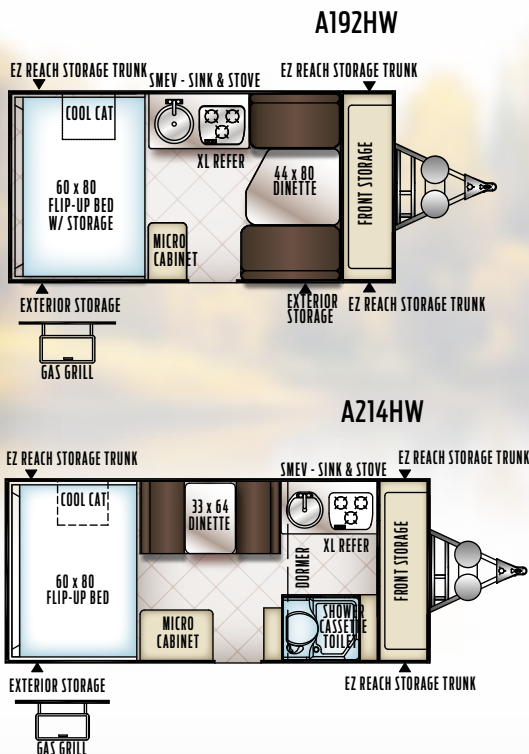 A192HW
EZ REACH STORAGE TRUNK
SMEV - SINK & STOVE
EZ REACH STORAGE TRUNK
COOL CAT
XL REFER
60 x 80
FLIP-UP BED
W/ STORAGE
44 x 80
DINETTE
FRONT STORAGE
MICRO
CABINET
EXTERIOR STORAGE
EXTERIOR
STORAGE
EZ REACH STORAGE TRUNK
GAS GRILL
A214HW
EZ REACH STORAGE TRUNK
SMEV - SINK & STOVE
EZ REACH STORAGE TRUNK
COOL CAT
33 x 64
DINETTE
XL REFER
DORMER
FRONT STORAGE
60 x 80
FLIP-UP BED
MICRO
CABINET
SHOWER
CASSETTE
TOILET
EXTERIOR STORAGE
EZ REACH STORAGE TRUNK
GAS GRILL